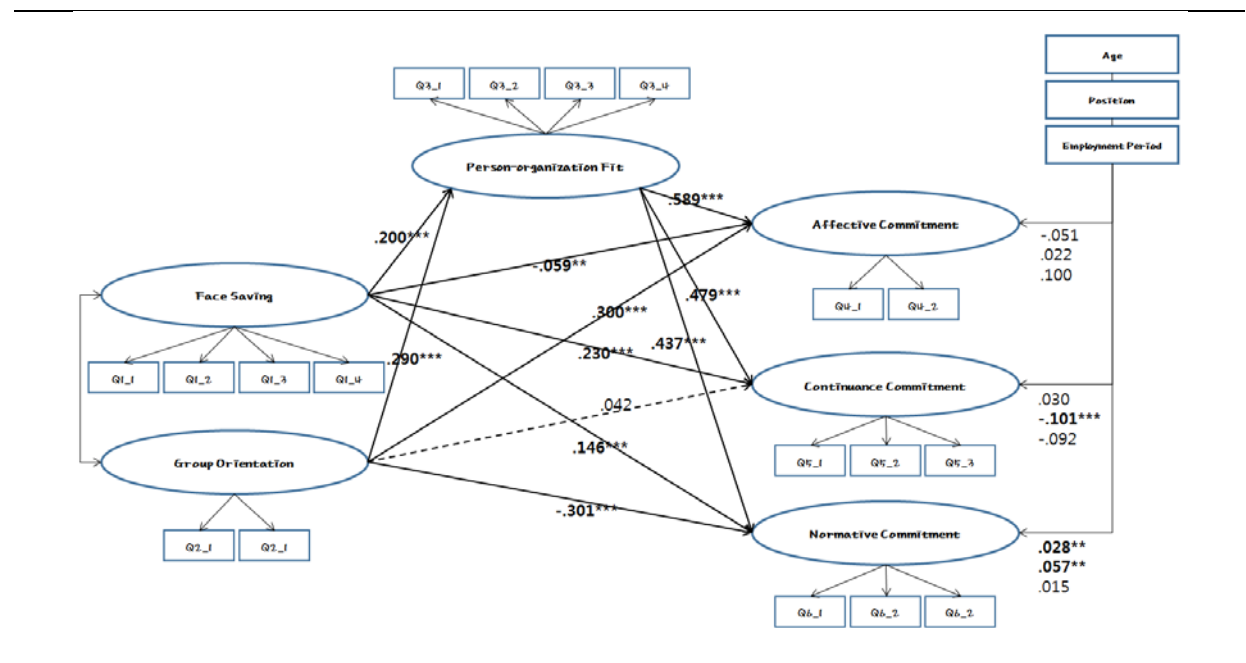 Age
Q3_1 Q3_2 Q3_3 Q3_4
Position
Employment Period
Person-organization Fit
.589***
Affective Commitment
.200***
-.059**
-.051
.022
.100
Face Saving
.479***
Q4_1 Q4_2
.300***
.290***
.230***
.437***
Q1_1 Q1_2 Q1_3 Q1_4
Continuance Commitment
.042
.030
-.101***
-.092
.146***
Group Orientation
Q5_1 Q5_2 Q5_3
-.301***
Normative Commitment
Q2_1 Q2_1
.028**
.057**
.015
Q6_1 Q6_2 Q6_2